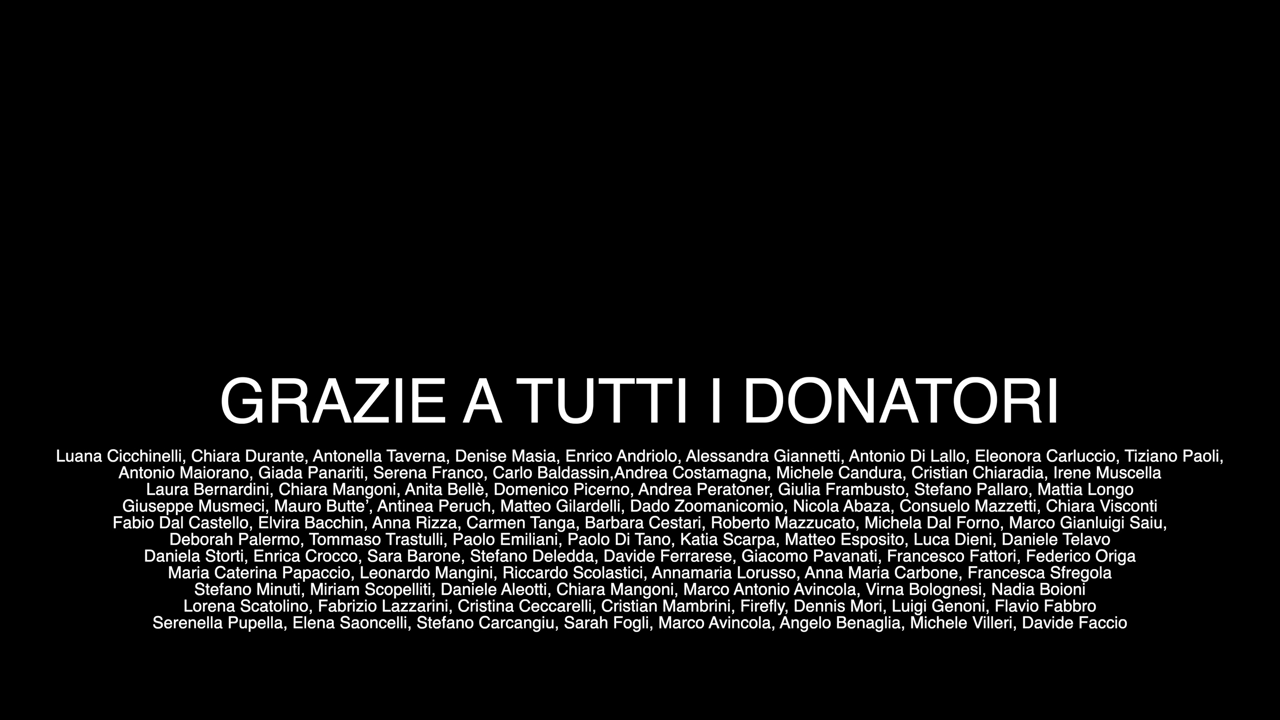 GRAZIE A TUTTI I DONATORI
Luana Cicchinelli, Chiara Durante, Antonella Taverna, Denise Masia, Enrico Andriolo, Alessandra Giannetti, Antonio Di Lallo, Eleonora Carluccio, Tiziano Paoli,
Antonio Maiorano, Giada Panariti, Serena Franco, Carlo Baldassin,Andrea Costamagna, Michele Candura, Cristian Chiaradia, Irene Muscella
Laura Bernardini, Chiara Mangoni, Anita Bellè, Domenico Picerno, Andrea Peratoner, Giulia Frambusto, Stefano Pallaro, Mattia Longo
Giuseppe Musmeci, Mauro Butte’, Antinea Peruch, Matteo Gilardelli, Dado Zoomanicomio, Nicola Abaza, Consuelo Mazzetti, Chiara Visconti
Fabio Dal Castello, Elvira Bacchin, Anna Rizza, Carmen Tanga, Barbara Cestari, Roberto Mazzucato, Michela Dal Forno, Marco Gianluigi Saiu,
Deborah Palermo, Tommaso Trastulli, Paolo Emiliani, Paolo Di Tano, Katia Scarpa, Matteo Esposito, Luca Dieni, Daniele Telavo
Daniela Storti, Enrica Crocco, Sara Barone, Stefano Deledda, Davide Ferrarese, Giacomo Pavanati, Francesco Fattori, Federico Origa
Maria Caterina Papaccio, Leonardo Mangini, Riccardo Scolastici, Annamaria Lorusso, Anna Maria Carbone, Francesca Sfregola
Stefano Minuti, Miriam Scopelliti, Daniele Aleotti, Chiara Mangoni, Marco Antonio Avincola, Virna Bolognesi, Nadia Boioni
Lorena Scatolino, Fabrizio Lazzarini, Cristina Ceccarelli, Cristian Mambrini, Firefly, Dennis Mori, Luigi Genoni, Flavio Fabbro
Serenella Pupella, Elena Saoncelli, Stefano Carcangiu, Sarah Fogli, Marco Avincola, Angelo Benaglia, Michele Villeri, Davide Faccio